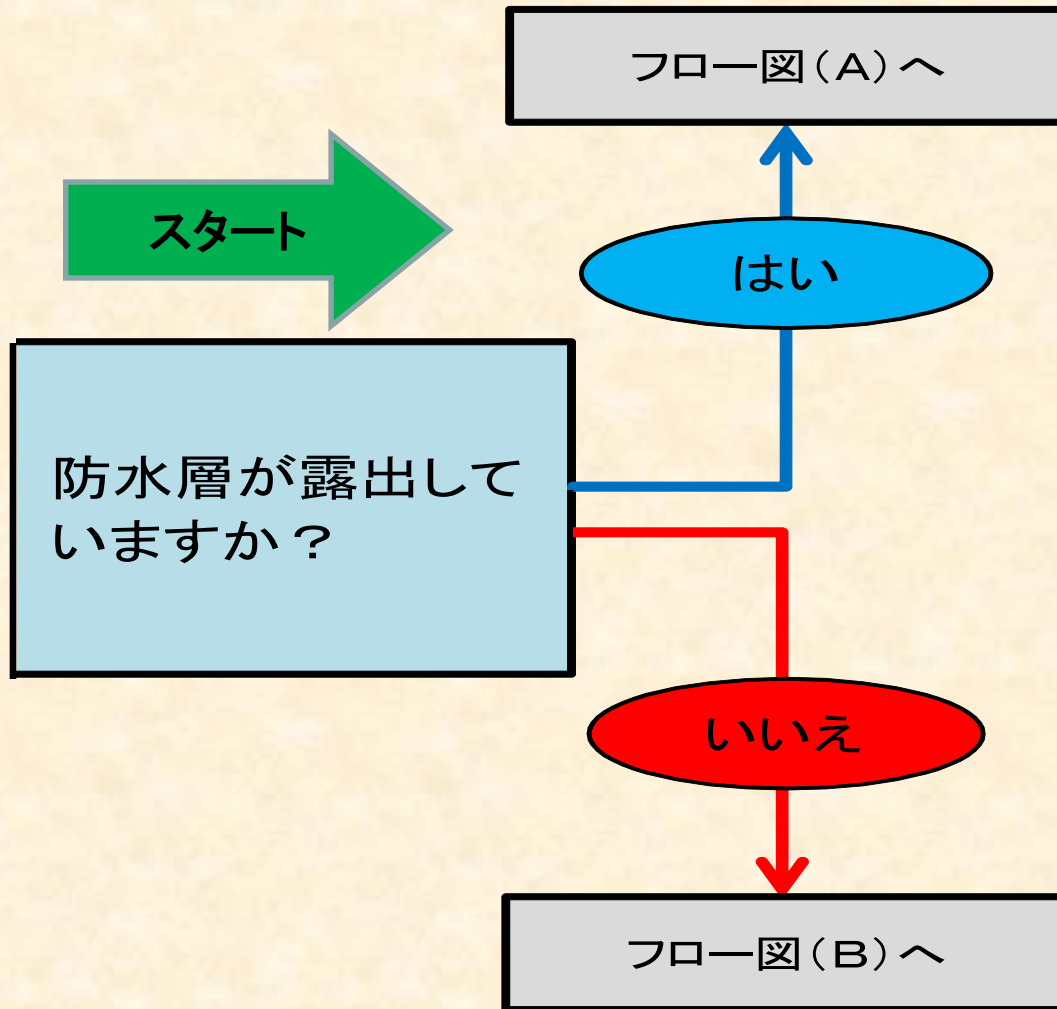 フロー図（A）へ
スタート
はい
防水層が露出して
いますか？
いいえ
フロー図（B）へ